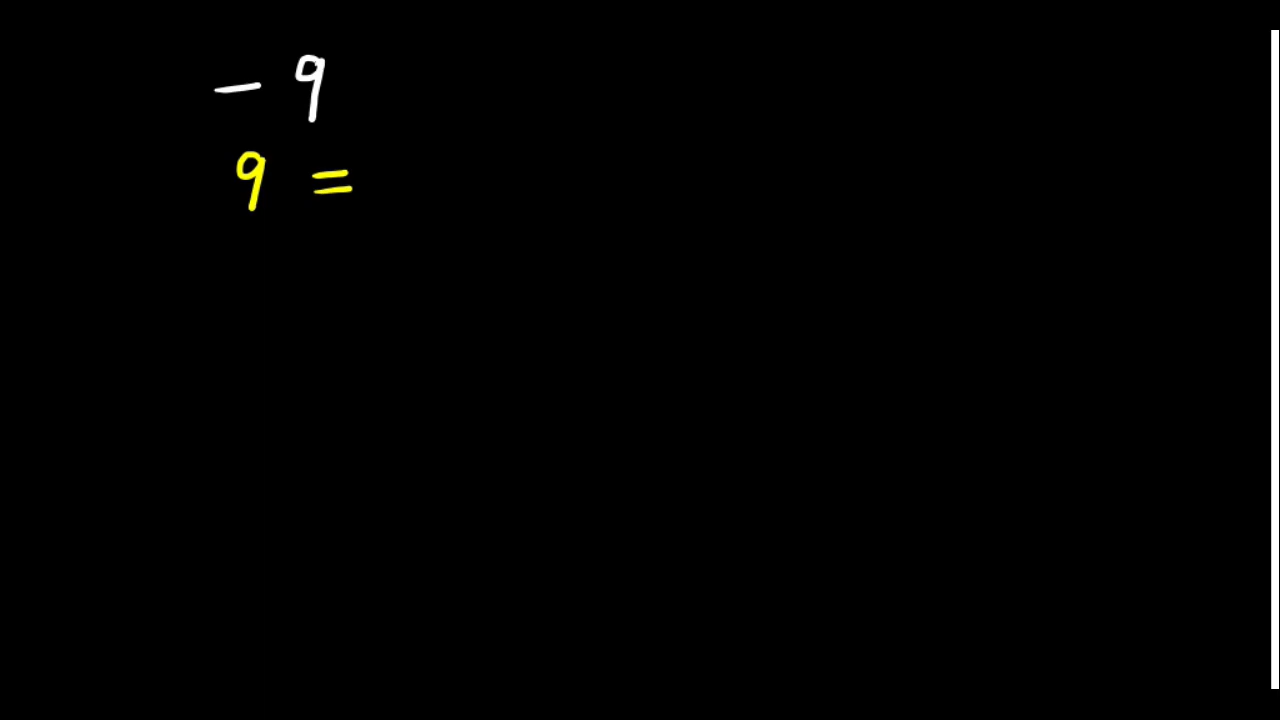 - 9
9 =